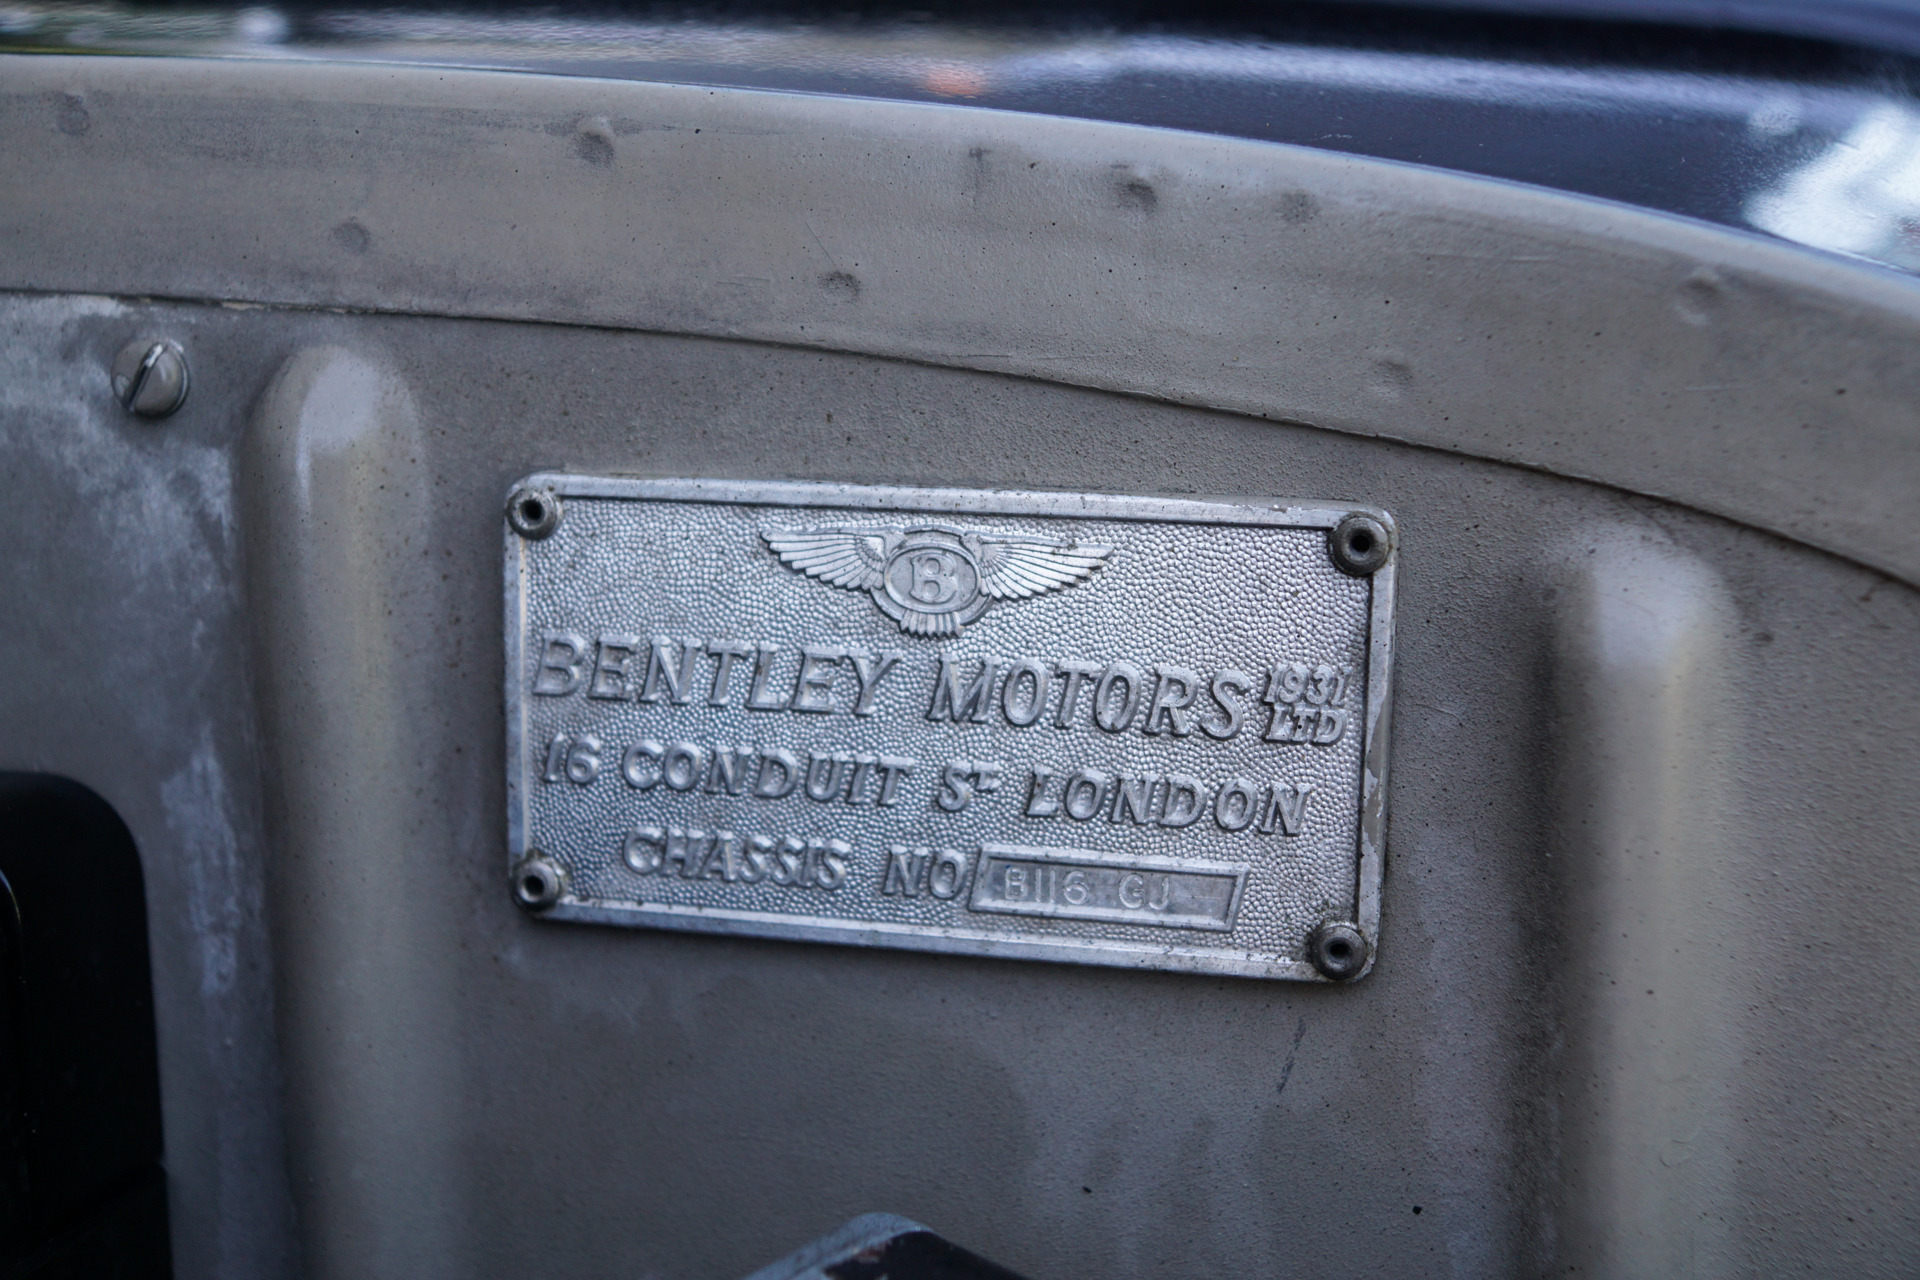 B
BENTLEY MOTORS 1931 LTD
16 CONDUIT ST LONDON
CHASSIS NO B116 GJ